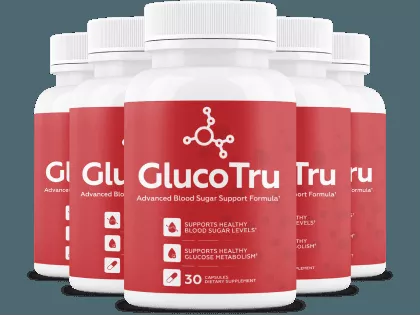 GlucoTru
Advanced Blood Sugar Support Formula†
SUPPORTS HEALTHY
BLOOD SUGAR LEVELS†
SUPPORTS HEALTHY
GLUCOSE METABOLISM†
30 CAPSULES
DIETARY SUPPLEMENT